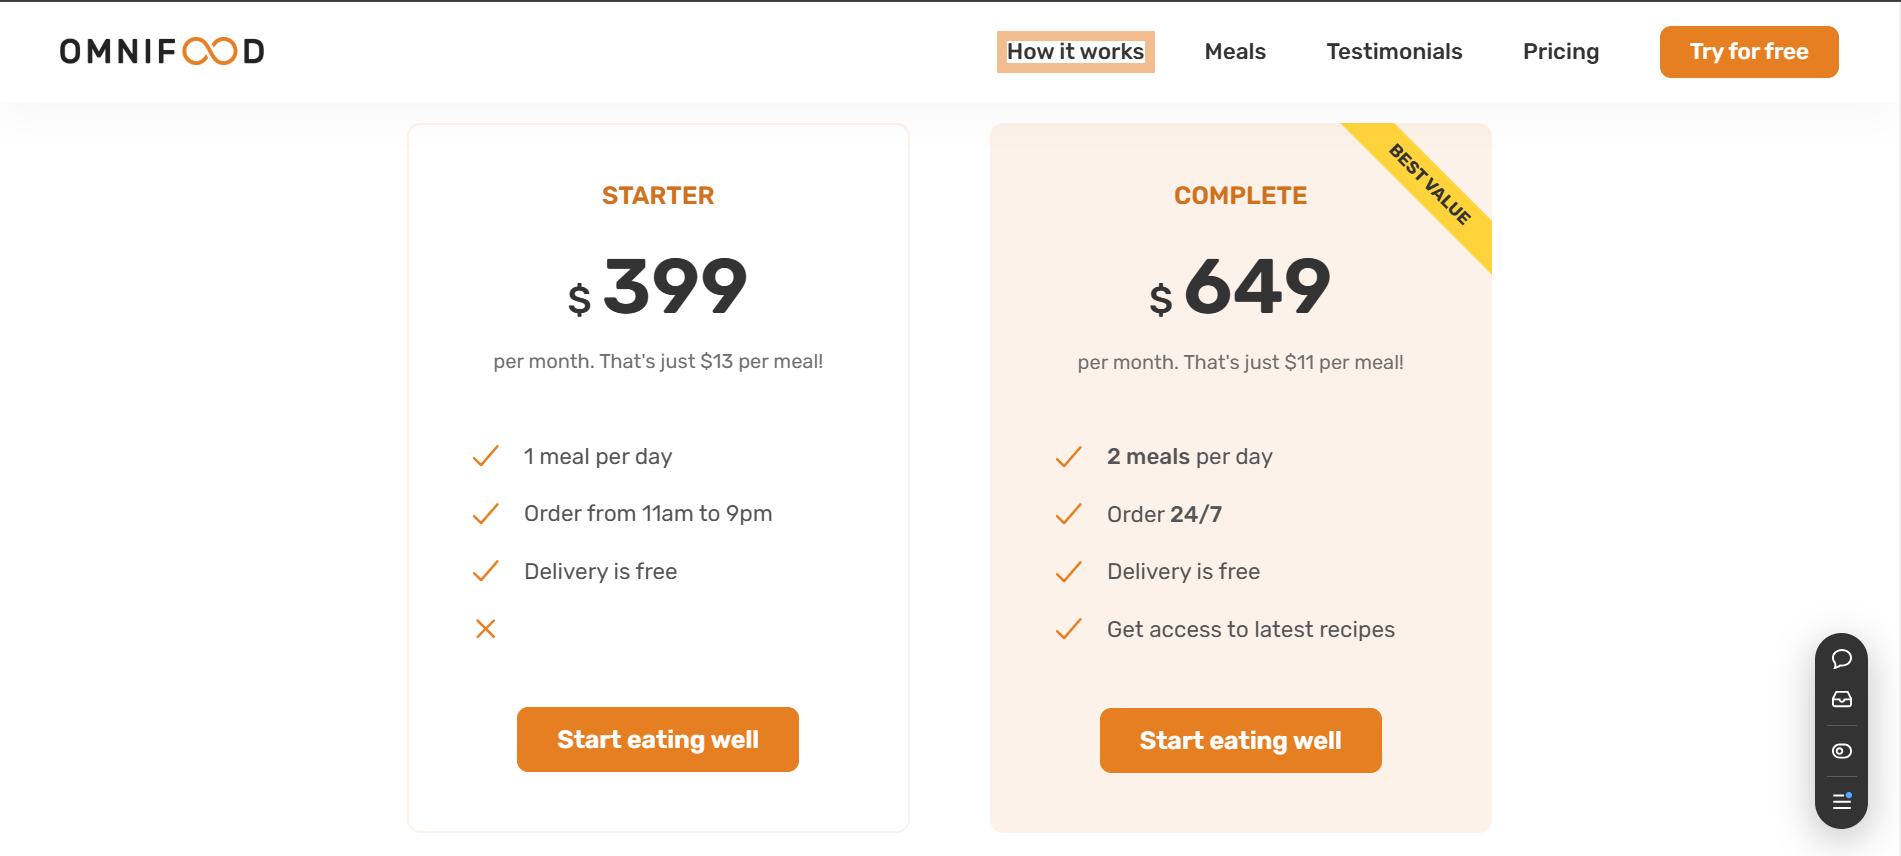 OMNIFOOD
How it works
Meals
Testimonials
Pricing
Try for free
STARTER
$ 399
per month. That's just $13 per meal!
1 meal per day
Order from 11am to 9pm
Delivery is free
Start eating well
BEST VALUE
COMPLETE
$ 649
per month. That's just $11 per meal!
2 meals per day
Order 24/7
Delivery is free
Get access to latest recipes
Start eating well